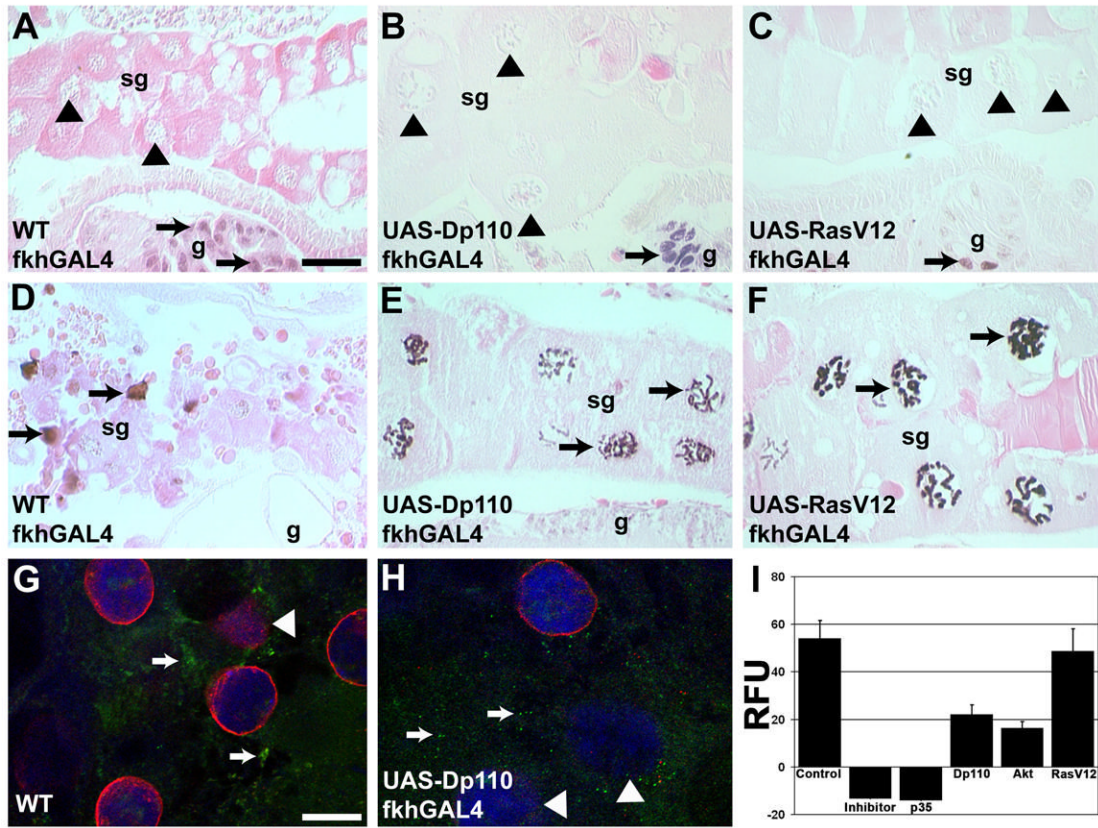 A
sg
WT
fkhGAL4
g
B
sg
UAS-Dp110
fkhGAL4
g
C
sg
UAS-RasV12
fkhGAL4
g
D
sg
WT
fkhGAL4
g
E
sg
UAS-Dp110
fkhGAL4
g
F
sg
UAS-RasV12
fkhGAL4
G
WT
H
UAS-Dp110
fkhGAL4
I
RFU
80
60
40
20
0
-20
Control
Inhibitor
p35
Dp110
Akt
RasV12